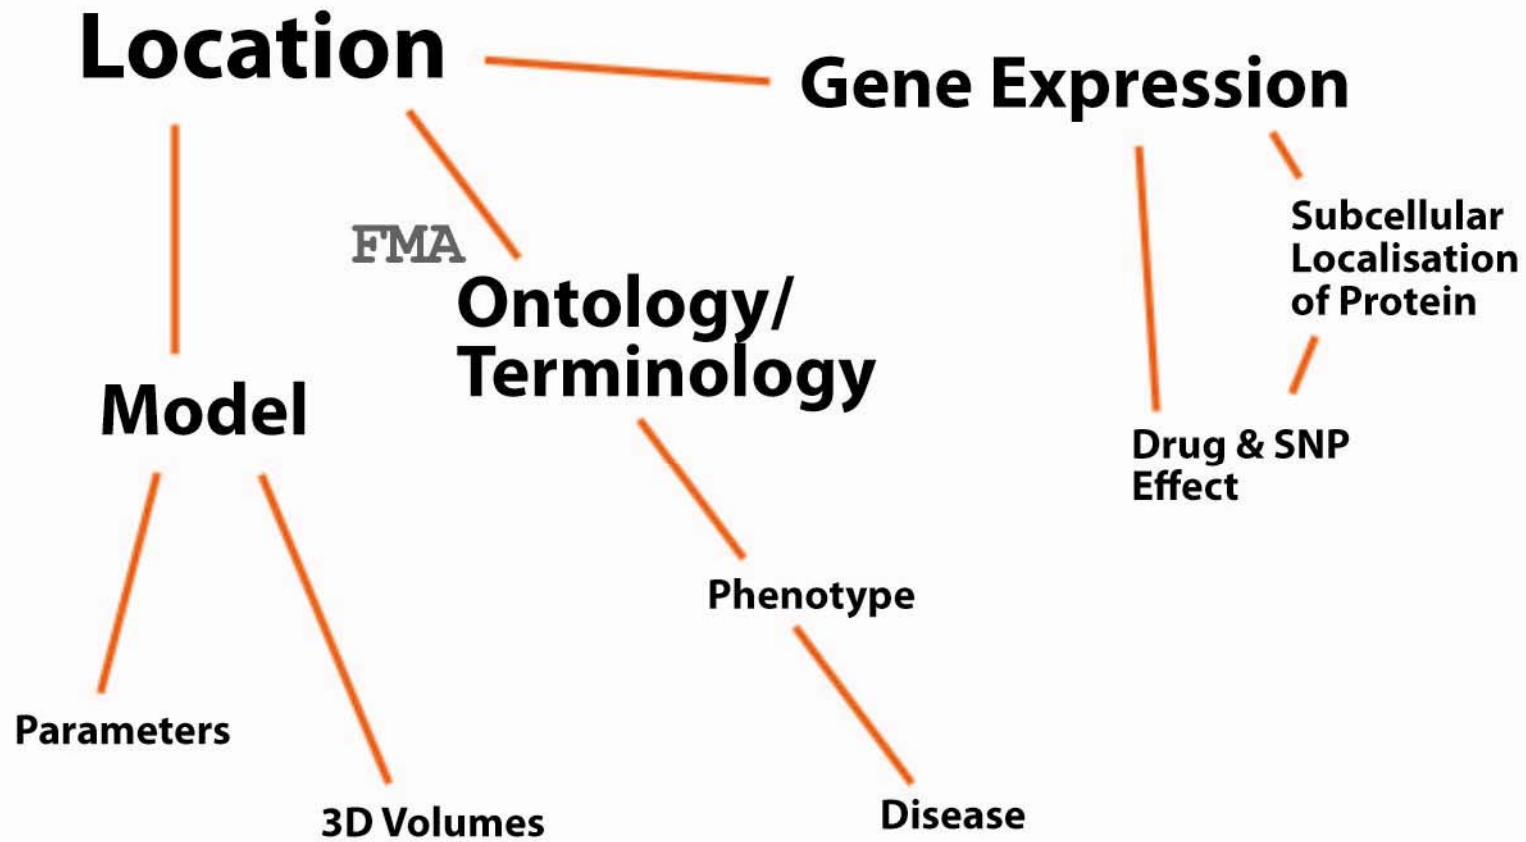 Location
Gene Expression
Subcellular
Localisation
of Protein
FMA
Ontology/
Terminology
Model
Drug & SNP
Effect
Phenotype
Parameters
3D Volumes
Disease